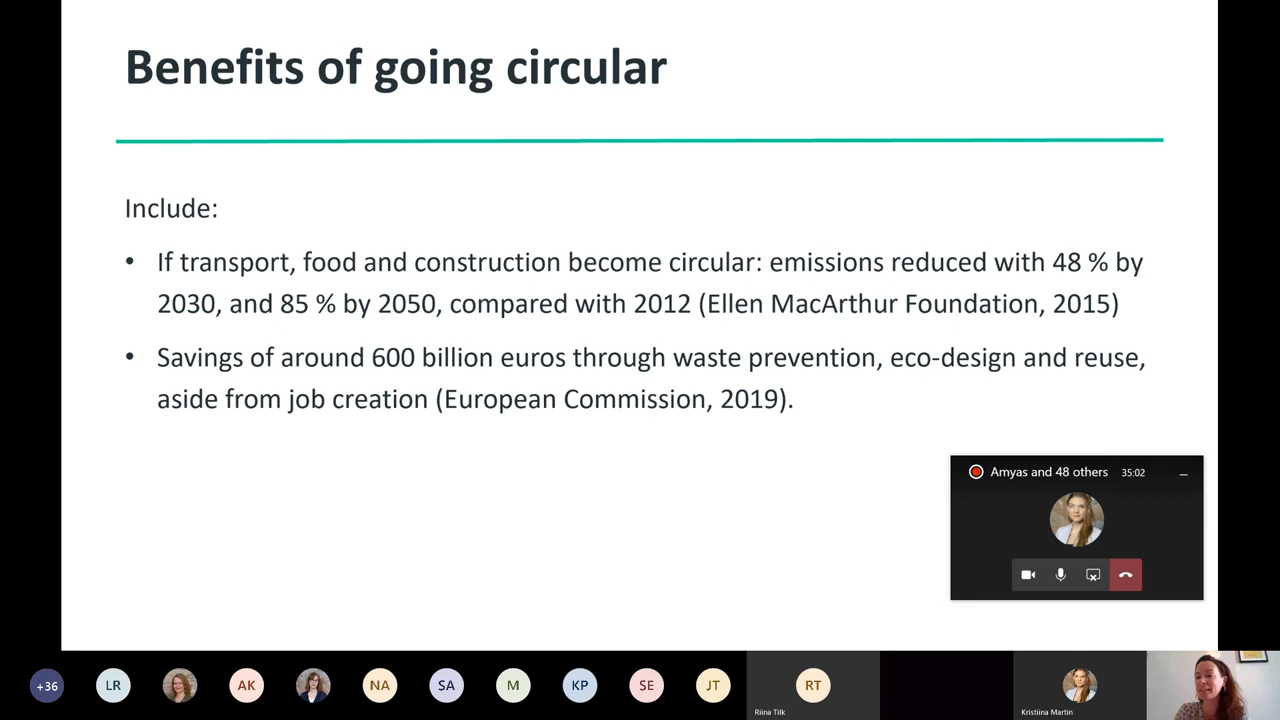 Benefits of going circular
Include:
• If transport, food and construction become circular: emissions reduced with 48 % by
2030, and 85 % by 2050, compared with 2012 (Ellen MacArthur Foundation, 2015)
• Savings of around 600 billion euros through waste prevention, eco-design and reuse,
aside from job creation (European Commission, 2019).
Amyas and 48 others 35:02
+36 LR AK NA SA M KP SE JT RT
Riina Tilk
Kristiina Martin